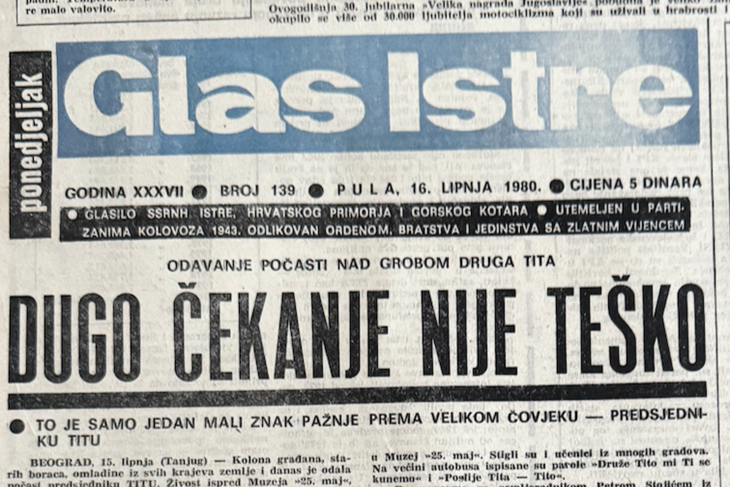 re malo valovito.
Ovogodišnja 30. jubilarna »Velika nagrada Jugoslavije«
okupilo se više od 30.000 ljubitelja motociklizma koji su uživali u hrabrosti i
ponedjeljak
Glas Istre
GODINA XXXVII ● BROJ 139 ● PULA, 16. LIPNJA 1980. ● CIJENA 5 DINARA
● GLASILO SSRNH ISTRE, HRVATSKOG PRIMORJA I GORSKOG KOTARA ● UTEMELJEN U PARTI-
ZANIMA KOLOVOZA 1943. ODLIKOVAN ORDENOM, BRATSTVA I JEDINSTVA SA ZLATNIM VIJENCEM
ODAVANJE POČASTI NAD GROBOM DRUGA TITA
DUGO ČEKANJE NIJE TEŠKO
● TO JE SAMO JEDAN MALI ZNAK PAŽNJE PREMA VELIKOM ČOVJEKU — PREDSJEDNI-
KU TITU
BEOGRAD, 15. lipnja (Tanjug) — Kolona građana, sta-
rih boraca, omladine iz svih krajeva zemlje i danas je odala
počast predsjedniku TITU. Živost ispred Muzeja »25. maj«,
u Muzej »25. maj«. Stigli su i učenici iz mnogih gradova.
Na većini autobusa ispisane su parole »Druže Tito mi Ti se
kunemo« i »Poslije Tita — Tito«.
Petrom Stojićem iz